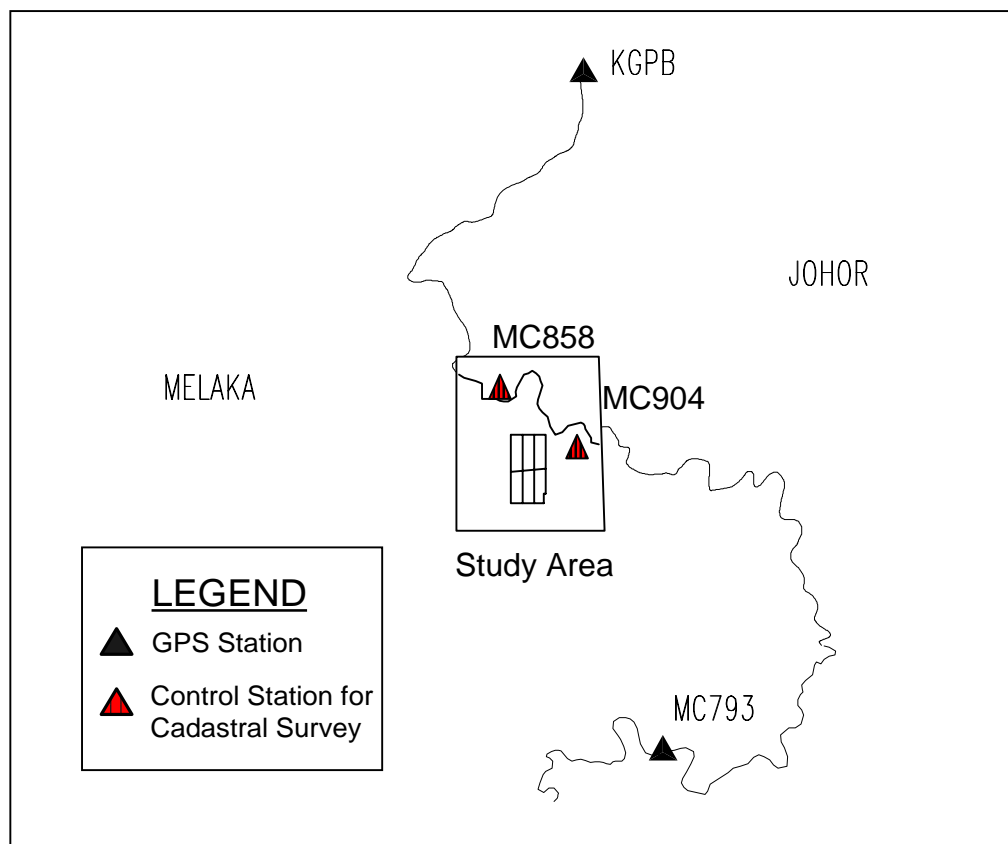 KGPB
JOHOR
MC858
MELAKA
MC904
Study Area
LEGEND
GPS Station
Control Station for
Cadastral Survey
MC793